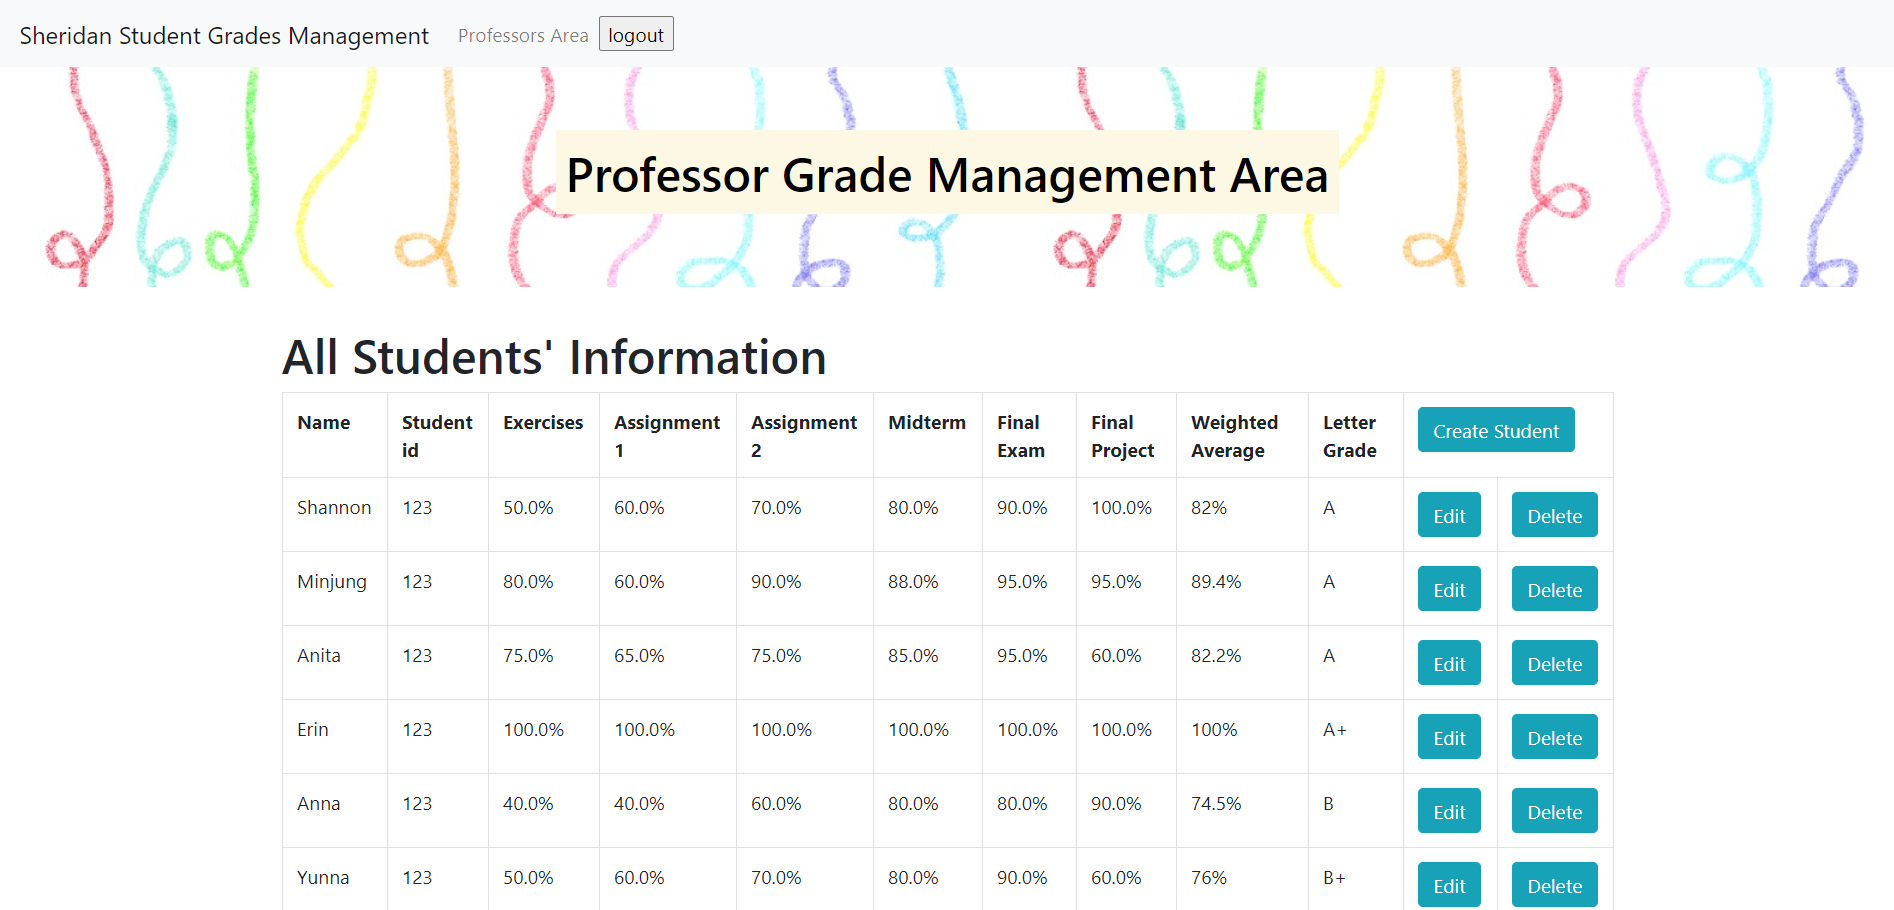 Sheridan Student Grades Management Professors Area logout
Professor Grade Management Area
All Students' Information
Name Student id Exercises Assignment 1 Assignment 2 Midterm Final Exam Final Project Weighted Average Letter Grade Create Student
Shannon 123 50.0% 60.0% 70.0% 80.0% 90.0% 100.0% 82% A Edit Delete
Minjung 123 80.0% 60.0% 90.0% 88.0% 95.0% 95.0% 89.4% A Edit Delete
Anita 123 75.0% 65.0% 75.0% 85.0% 95.0% 60.0% 82.2% A Edit Delete
Erin 123 100.0% 100.0% 100.0% 100.0% 100.0% 100.0% 100% A+ Edit Delete
Anna 123 40.0% 40.0% 60.0% 80.0% 80.0% 90.0% 74.5% B Edit Delete
Yunna 123 50.0% 60.0% 70.0% 80.0% 90.0% 60.0% 76% B+ Edit Delete